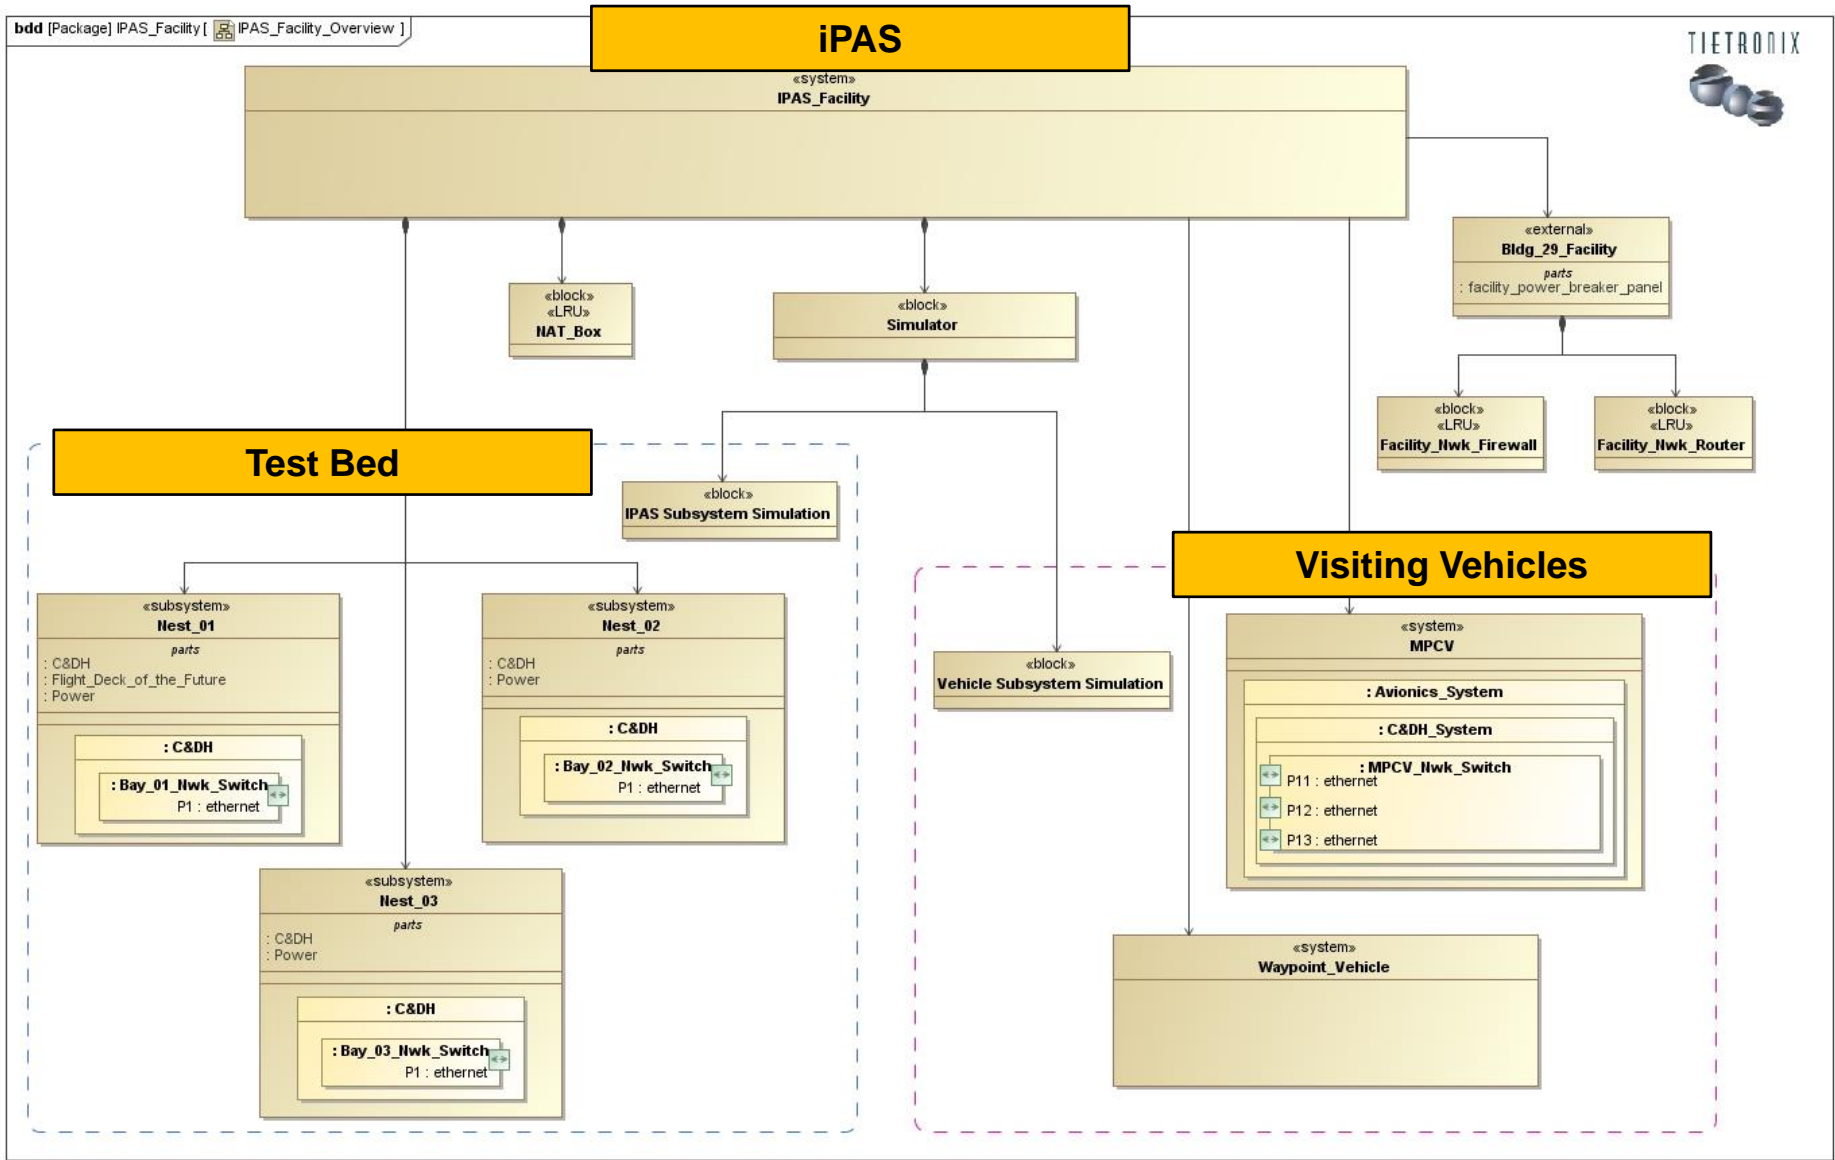 bdd [Package] IPAS_Facility [ IPAS_Facility_Overview ]
iPAS
TIETRONIX
«system»
IPAS_Facility
«external»
Bldg_29_Facility
parts
: facility_power_breaker_panel
«block»
«LRU»
NAT_Box
«block»
Simulator
«block»
«LRU»
Facility_Nwk_Firewall
«block»
«LRU»
Facility_Nwk_Router
Test Bed
«block»
IPAS Subsystem Simulation
Visiting Vehicles
«subsystem»
Nest_01
parts
: C&DH
: Flight_Deck_of_the_Future
: Power
: C&DH
: Bay_01_Nwk_Switch
P1 : ethernet
«subsystem»
Nest_02
parts
: C&DH
: Power
: C&DH
: Bay_02_Nwk_Switch
P1 : ethernet
«block»
Vehicle Subsystem Simulation
«system»
MPCV
: Avionics_System
: C&DH_System
: MPCV_Nwk_Switch
P11 : ethernet
P12 : ethernet
P13 : ethernet
«subsystem»
Nest_03
parts
: C&DH
: Power
: C&DH
: Bay_03_Nwk_Switch
P1 : ethernet
«system»
Waypoint_Vehicle